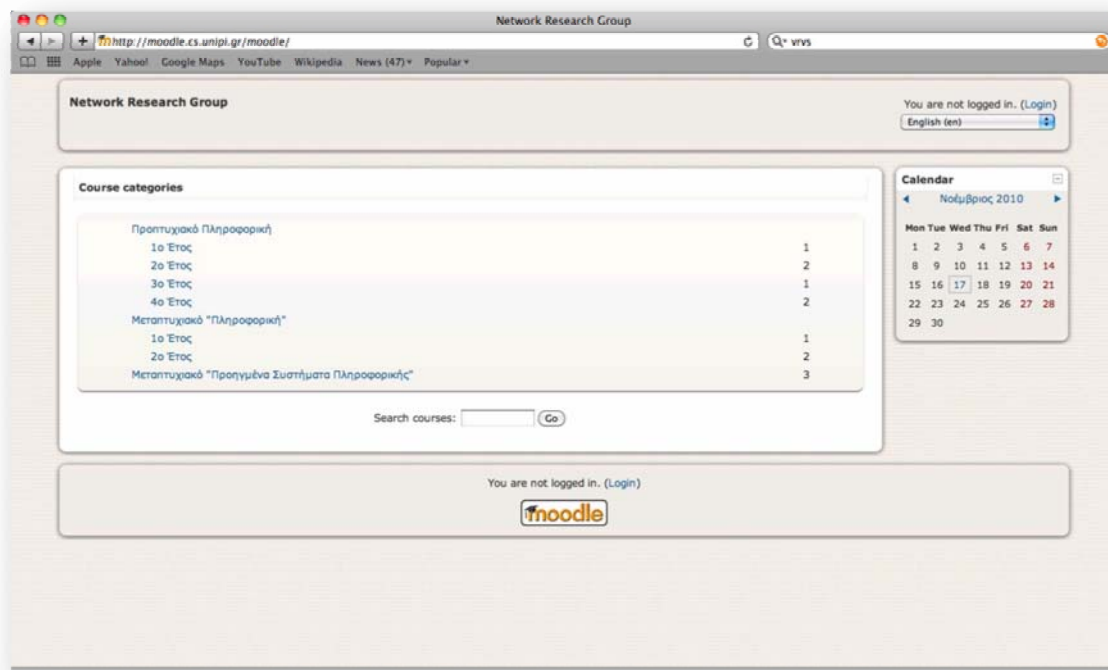 Network Research Group
http://moodle.cs.unipi.gr/moodle/
vrvs
Apple Yahoo! Google Maps YouTube Wikipedia News (47) Popular
Network Research Group
You are not logged in. (Login)
English (en)
Course categories
Προπτυχιακό Πληροφορική
1ο Έτος 1
2ο Έτος 2
3ο Έτος 1
4ο Έτος 2
Μεταπτυχιακό "Πληροφορική"
1ο Έτος 1
2ο Έτος 2
Μεταπτυχιακό "Προηγμένα Συστήματα Πληροφορικής" 3
Search courses: Go
Calendar
Νοέμβριος 2010
Mon Tue Wed Thu Fri Sat Sun
1 2 3 4 5 6 7
8 9 10 11 12 13 14
15 16 17 18 19 20 21
22 23 24 25 26 27 28
29 30
You are not logged in. (Login)
moodle